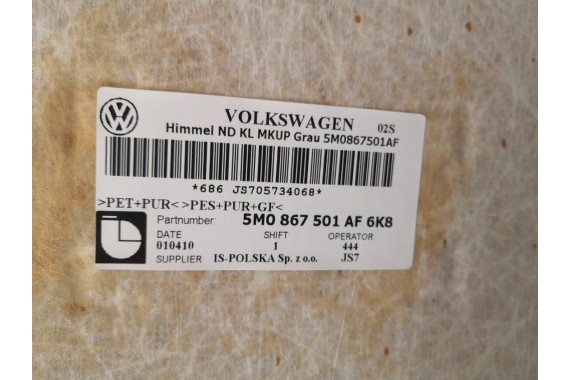 VOLKSWAGEN 02S
Himmel ND KL MKUP Grau 5M0867501AF
*686 JS705734068*
>PET+PUR< >PES+PUR+GF<
Partnumber: 5M0 867 501 AF 6K8
DATE SHIFT OPERATOR
010410 1 444
SUPPLIER IS-POLSKA Sp. z o.o. JS7